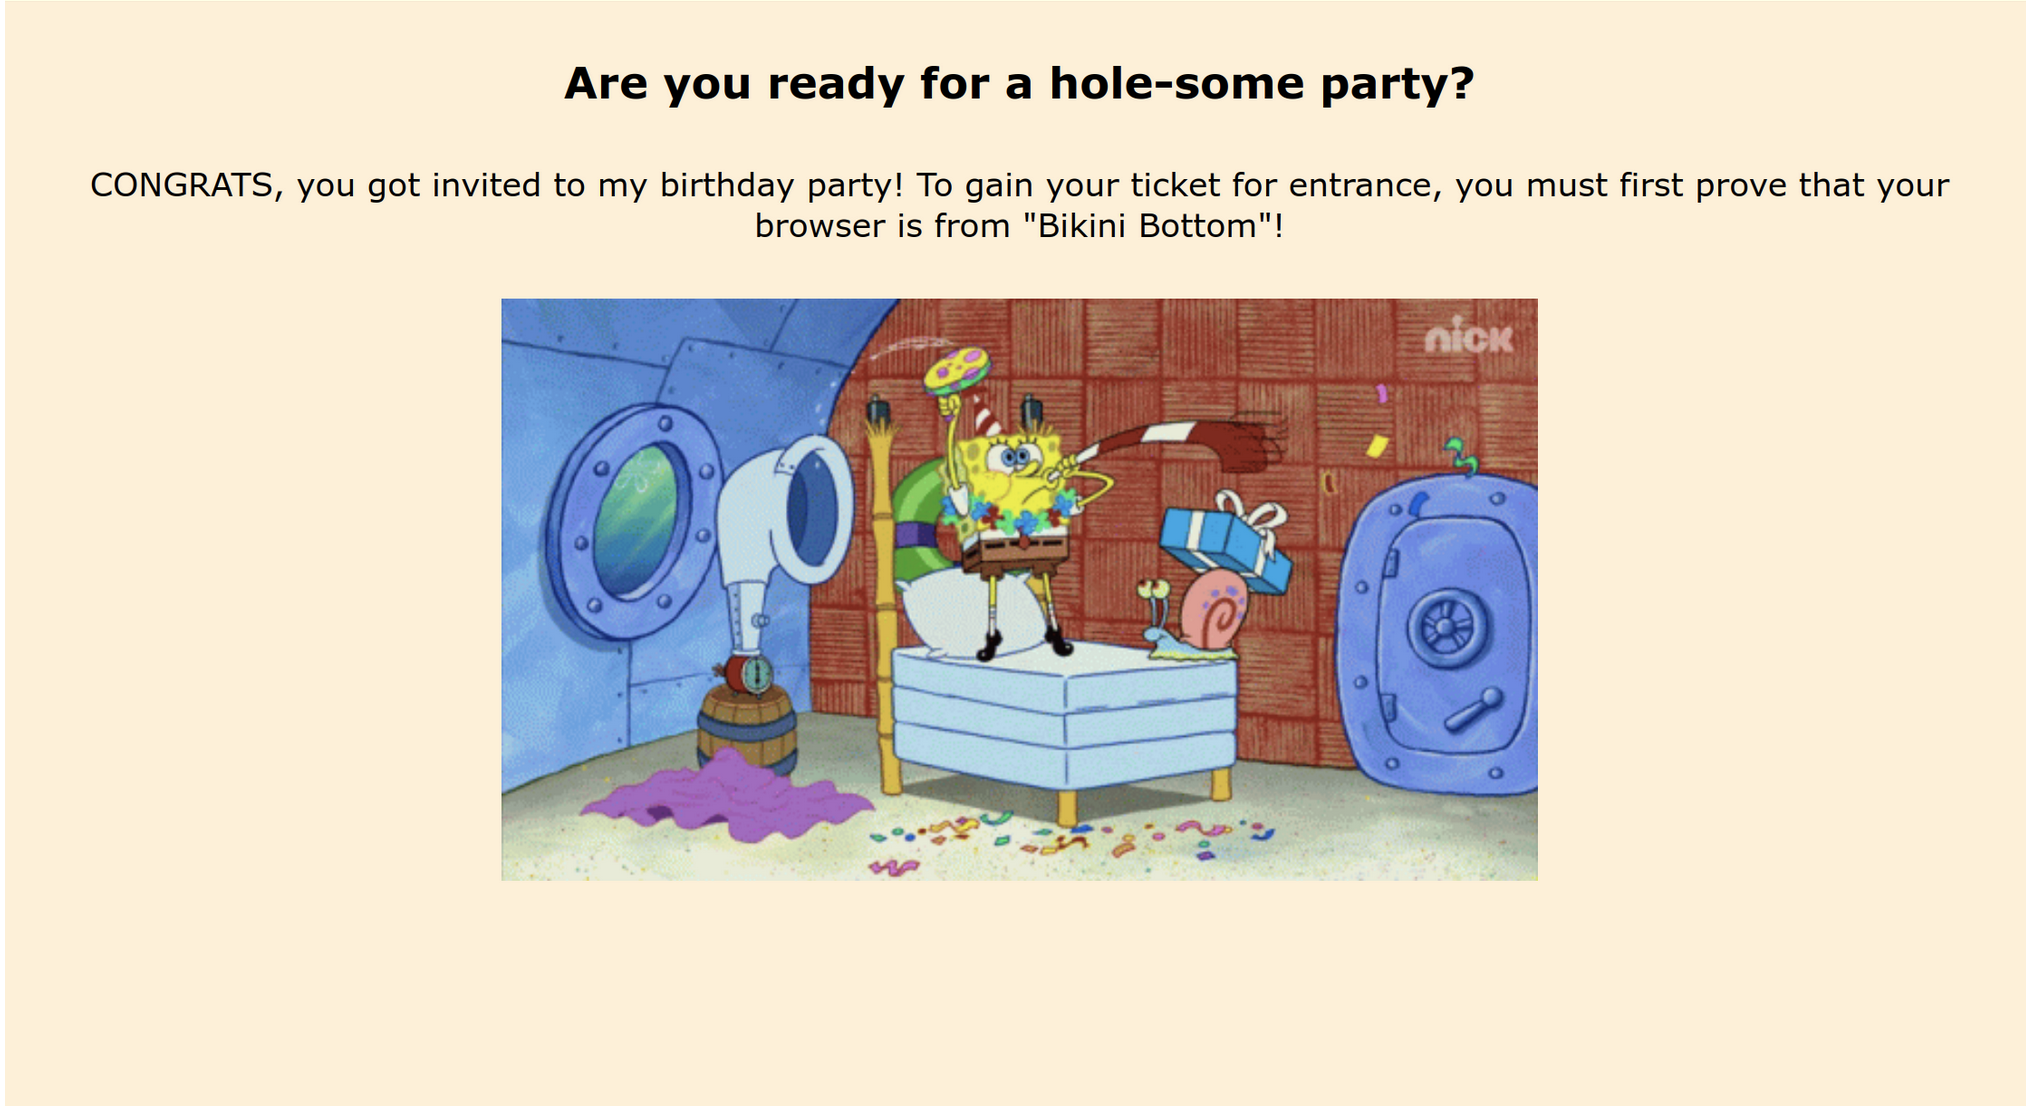 Are you ready for a hole-some party?
CONGRATS, you got invited to my birthday party! To gain your ticket for entrance, you must first prove that your
browser is from "Bikini Bottom"!
nick